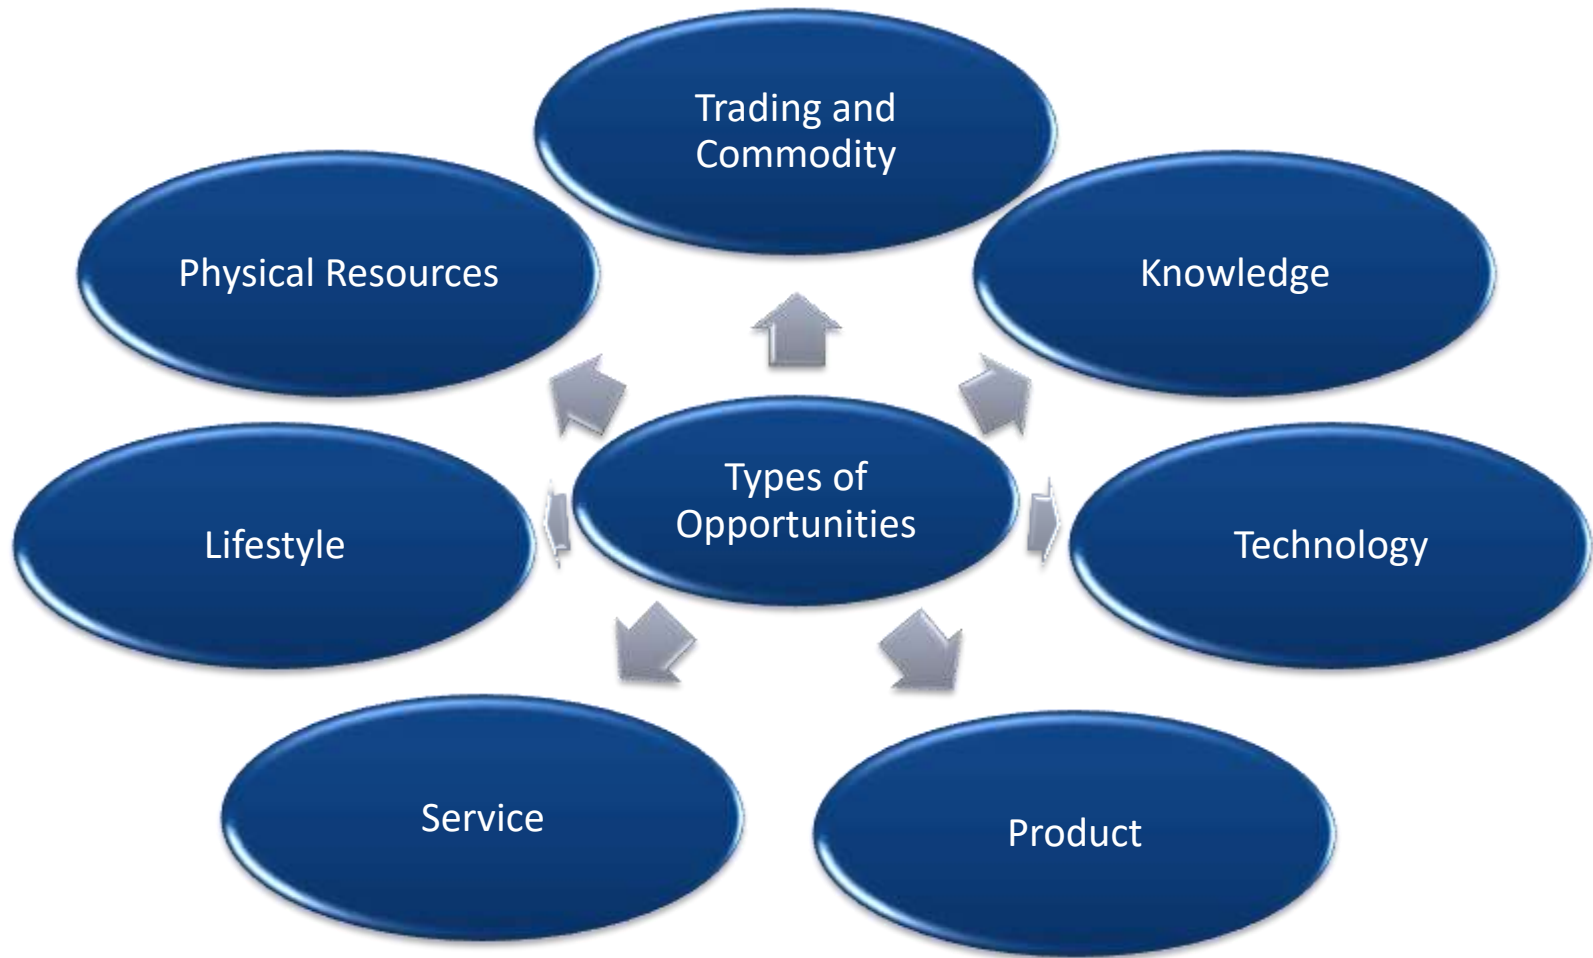 Trading and
Commodity
Physical Resources
Knowledge
Types of
Opportunities
Lifestyle
Technology
Service
Product